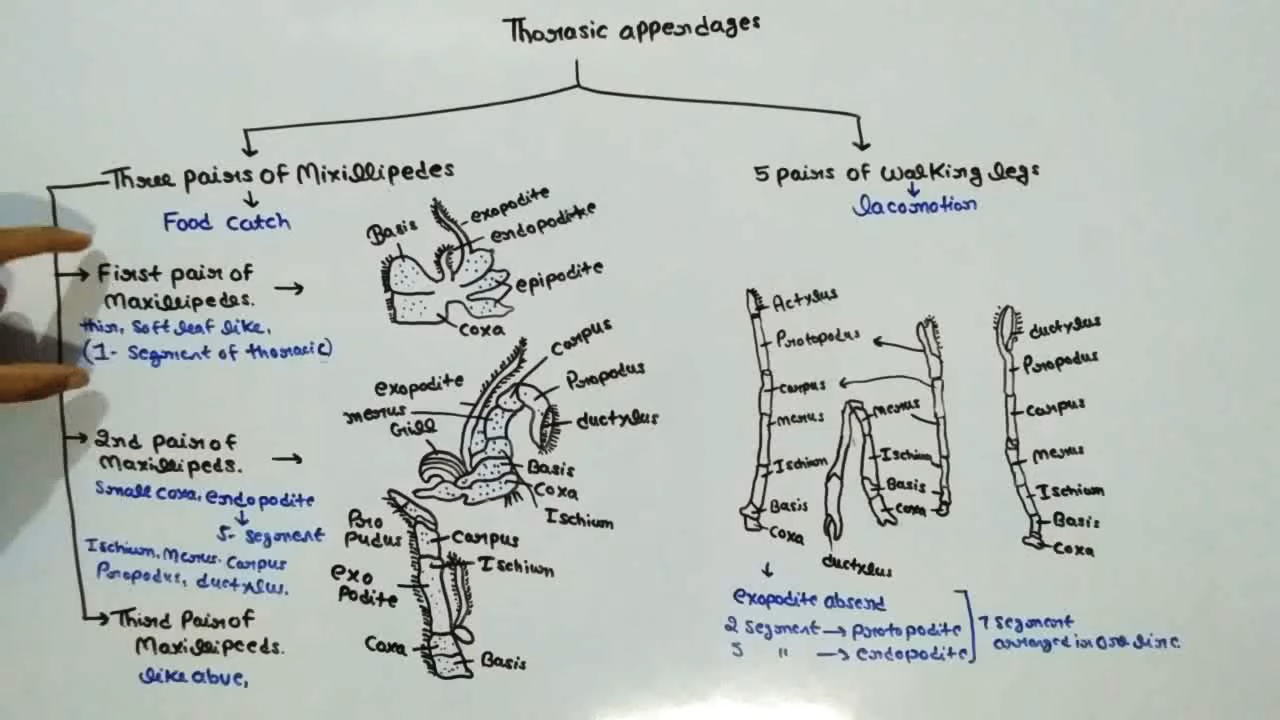 Thorasic appendages
Three pairs of Mixillipedes
Food catch
First pair of
Maxillipedes.
thin, soft leaf like,
(1- segment of thoracic)
Basis
exopodite
endopodite
epipodite
coxa
2nd pair of
Maxillipeds.
Small coxa, endopodite
5- segment
Ischium, Merus. Carpus
Propodus, ductylus.
exopodite
merus
Grill
carpus
Propodus
ductylus
Basis
Coxa
Ischium
Third Pair of
Maxillipeeds.
like abuve,
Pro
Pudus
carpus
Ischium
exo
Podite
Coxa
Basis
5 pairs of walking legs
lacomotion
Actylus
Protopodus
carpus
merus
Ischium
Basis
Coxa
merus
Ischium
Basis
coxa
ductylus
ductylus
Propodus
carpus
Merus
Ischium
Basis
Coxa
exopodite absend
2 segment → protopodite
5 " → endopodite
7 segment
arranged in one line